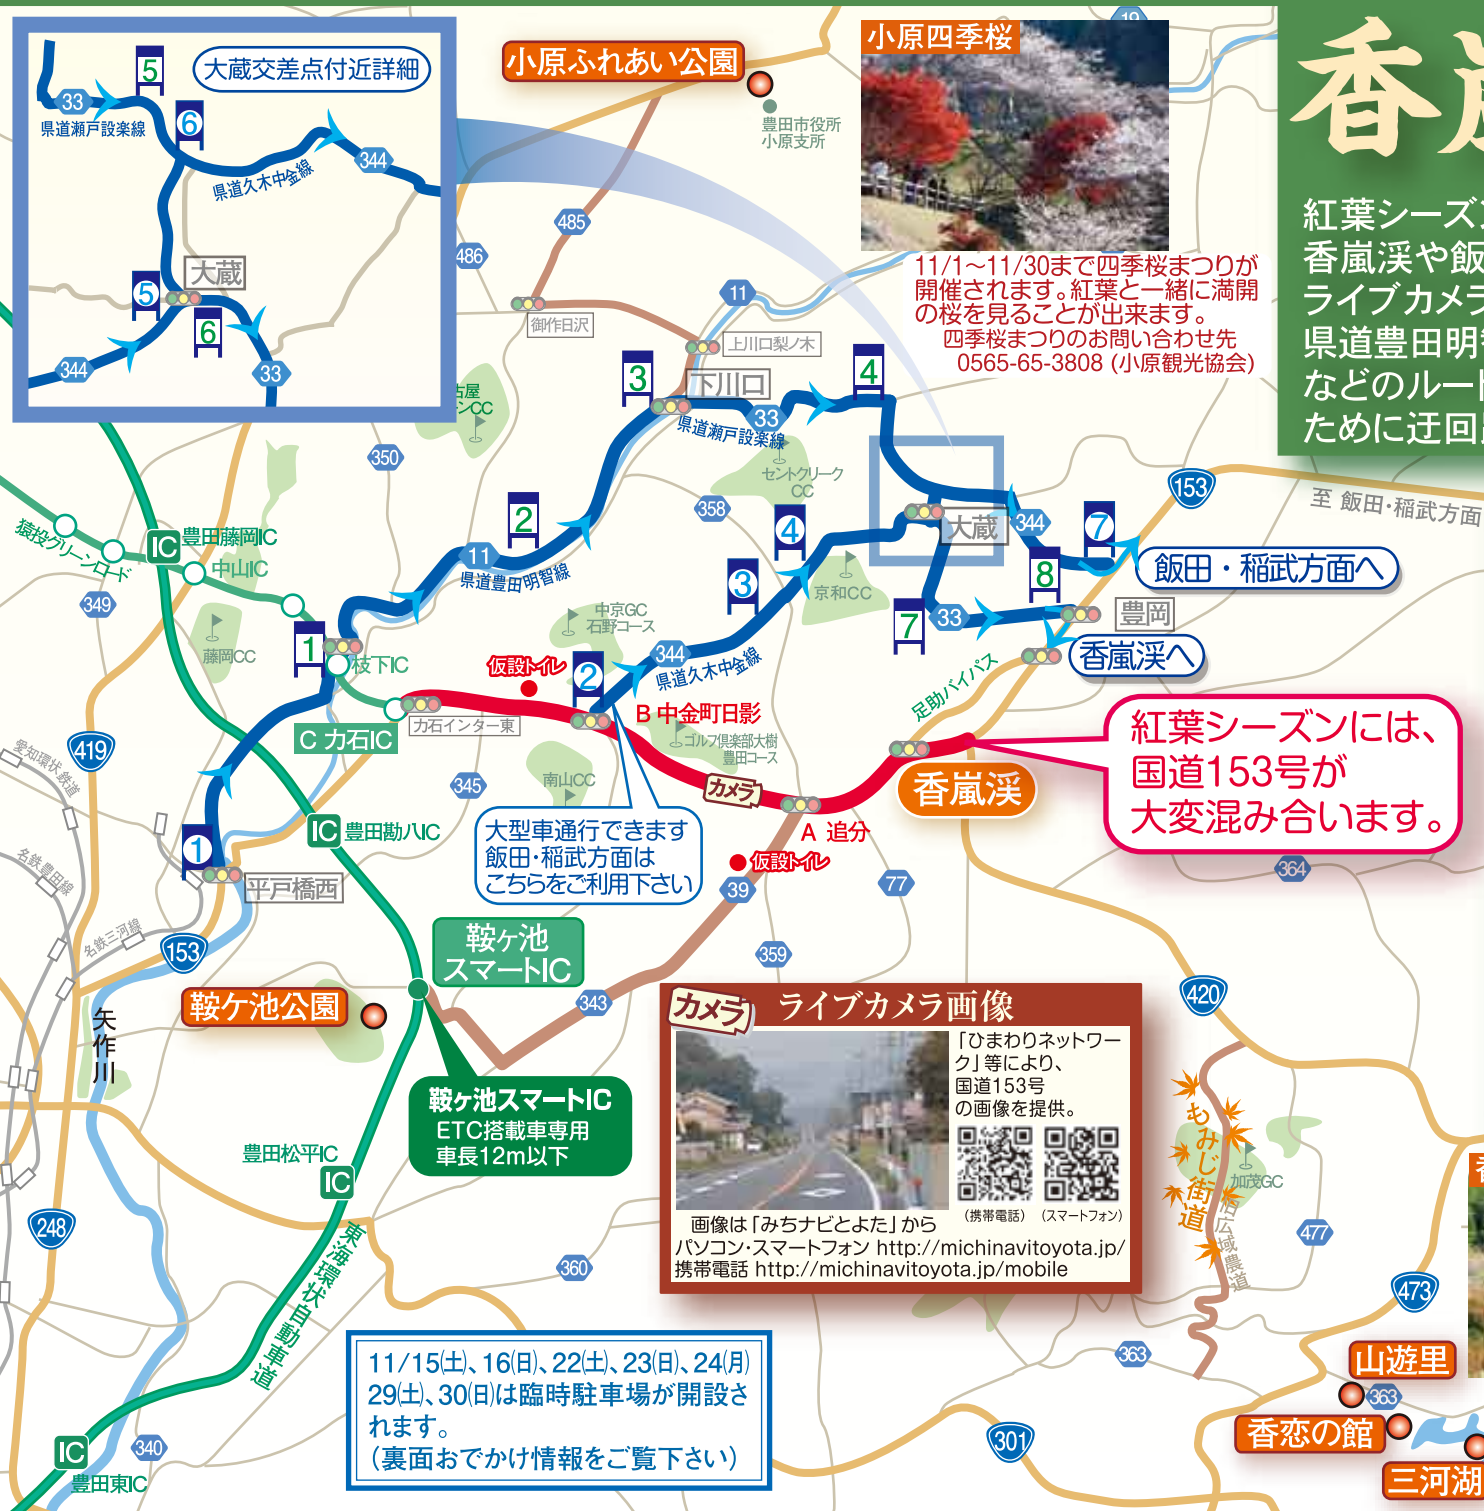 大蔵交差点付近詳細
5
6
33
県道瀬戸設楽線
県道久木中金線
344
大蔵
5
6
344
33
小原ふれあい公園
豊田市役所
小原支所
小原四季桜
11/1～11/30まで四季桜まつりが
開催されます。紅葉と一緒に満開
の桜を見ることが出来ます。
四季桜まつりのお問い合わせ先
0565-65-3808 (小原観光協会)
19
香嵐
紅葉シーズン
香嵐渓や飯
ライブカメラ
県道豊田明智
などのルート
ために迂回
485
486
11
御作日沢
上川口梨ノ木
下川口
3
4
33
県道瀬戸設楽線
古屋
ンCC
350
セントクリーク
CC
358
153
至 飯田・稲武方面
大蔵
344
7
飯田・稲武方面へ
猿投グリーンロード
IC
豊田藤岡IC
中山IC
349
藤岡CC
2
11
県道豊田明智線
4
3
京和CC
8
7
33
豊岡
香嵐渓へ
足助バイパス
1
枝下IC
中京GC
石野コース
仮設トイレ
2
344
県道久木中金線
C 力石IC
力石インター東
B 中金町日影
ゴルフ倶楽部大樹
豊田コース
カメラ
香嵐渓
紅葉シーズンには、
国道153号が
大変混み合います。
419
愛知環状鉄道
名鉄豊田線
名鉄三河線
345
南山CC
大型車通行できます
飯田・稲武方面は
こちらをご利用下さい
A 追分
仮設トイレ
39
77
364
IC
豊田勘八IC
1
平戸橋西
153
矢作川
鞍ケ池公園
鞍ヶ池
スマートIC
343
359
420
鞍ヶ池スマートIC
ETC搭載車専用
車長12m以下
カメラ
ライブカメラ画像
「ひまわりネットワー
ク」等により、
国道153号
の画像を提供。
(携帯電話)
(スマートフォン)
画像は「みちナビとよた」から
パソコン・スマートフォン http://michinavitoyota.jp/
携帯電話 http://michinavitoyota.jp/mobile
もみじ街道
加茂GC
広域農道
477
473
363
山遊里
363
香恋の館
三河湖
301
豊田松平IC
IC
248
東海環状自動車道
360
11/15(土)、16(日)、22(土)、23(日)、24(月)
29(土)、30(日)は臨時駐車場が開設さ
れます。
(裏面おでかけ情報をご覧下さい)
IC
豊田東IC
340